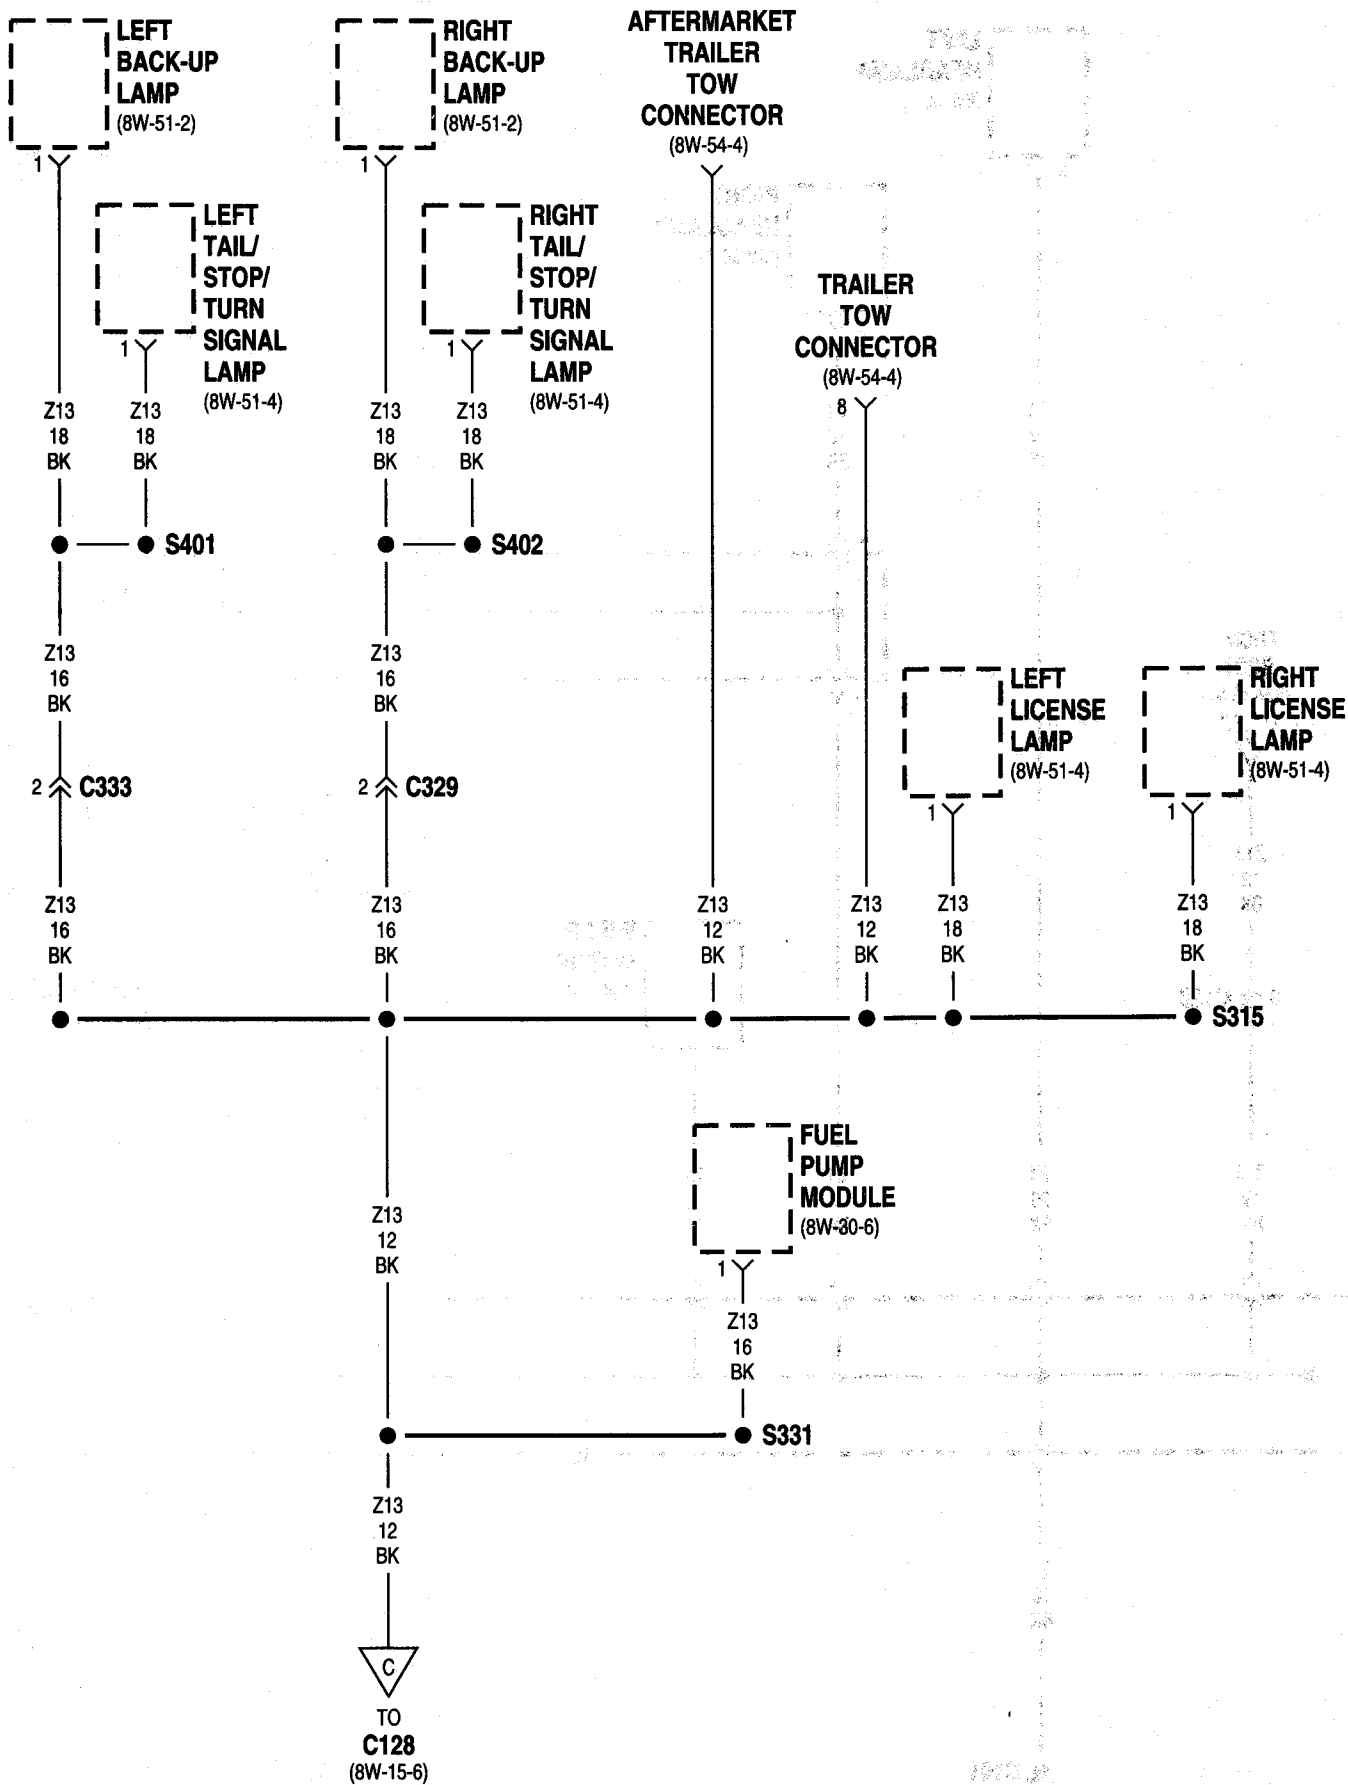 LEFT
BACK-UP
LAMP
(8W-51-2)
1
RIGHT
BACK-UP
LAMP
(8W-51-2)
1
AFTERMARKET
TRAILER
TOW
CONNECTOR
(8W-54-4)
LEFT
TAIL/
STOP/
TURN
SIGNAL
LAMP
(8W-51-4)
1
RIGHT
TAIL/
STOP/
TURN
SIGNAL
LAMP
(8W-51-4)
1
TRAILER
TOW
CONNECTOR
(8W-54-4)
8
Z13
18
BK
Z13
18
BK
Z13
18
BK
Z13
18
BK
S401
S402
Z13
16
BK
Z13
16
BK
LEFT
LICENSE
LAMP
(8W-51-4)
1
RIGHT
LICENSE
LAMP
(8W-51-4)
1
2 C333
2 C329
Z13
16
BK
Z13
16
BK
Z13
12
BK
Z13
12
BK
Z13
18
BK
Z13
18
BK
S315
FUEL
PUMP
MODULE
(8W-30-6)
1
Z13
12
BK
Z13
16
BK
S331
Z13
12
BK
C
TO
C128
(8W-15-6)